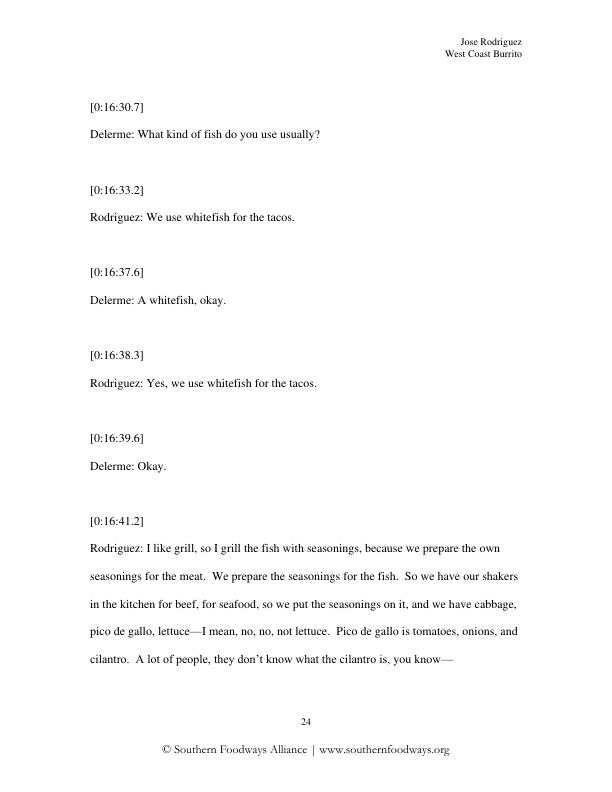 Jose Rodriguez
West Coast Burrito
[0:16:30.7]
Delerme: What kind of fish do you use usually?
[0:16:33.2]
Rodriguez: We use whitefish for the tacos.
[0:16:37.6]
Delerme: A whitefish, okay.
[0:16:38.3]
Rodriguez: Yes, we use whitefish for the tacos.
[0:16:39.6]
Delerme: Okay.
[0:16:41.2]
Rodriguez: I like grill, so I grill the fish with seasonings, because we prepare the own
seasonings for the meat.  We prepare the seasonings for the fish.  So we have our shakers
in the kitchen for beef, for seafood, so we put the seasonings on it, and we have cabbage,
pico de gallo, lettuce—I mean, no, no, not lettuce.  Pico de gallo is tomatoes, onions, and
cilantro.  A lot of people, they don’t know what the cilantro is, you know—
24
© Southern Foodways Alliance | www.southernfoodways.org